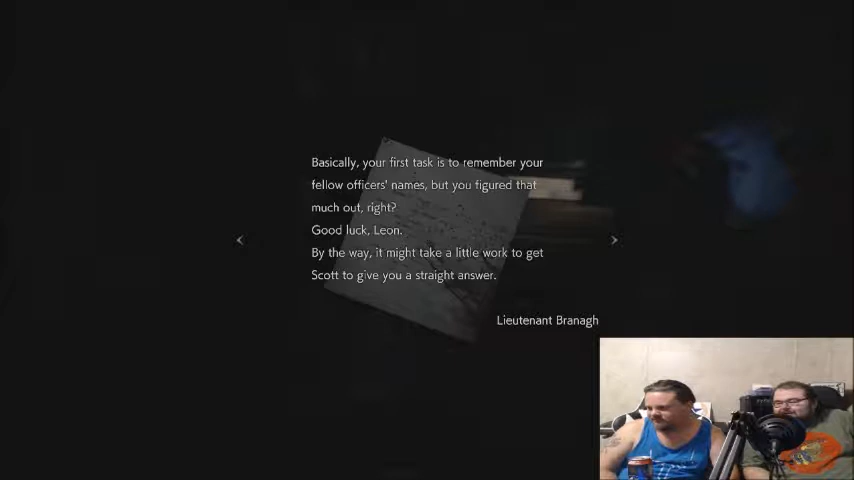 Basically, your first task is to remember your
fellow officers' names, but you figured that
much out, right?
Good luck, Leon.
By the way, it might take a little work to get
Scott to give you a straight answer.
Lieutenant Branagh